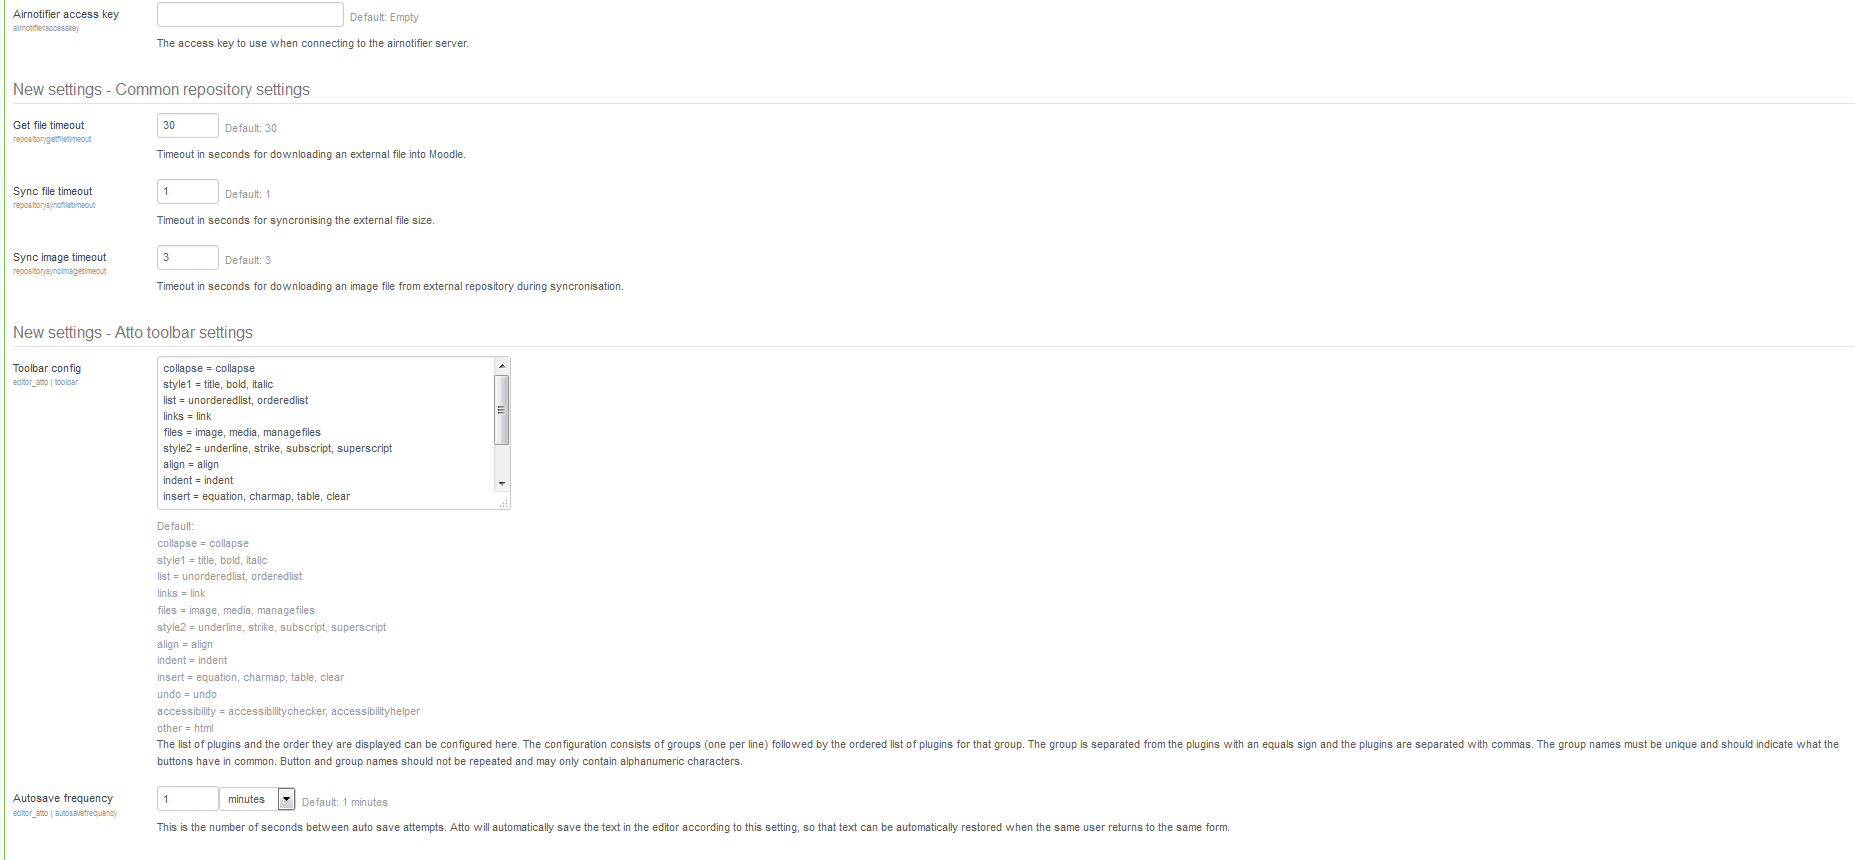 Airnotifier access key
Default: Empty
airnotifieraccesskey
The access key to use when connecting to the airnotifier server.
New settings - Common repository settings
Get file timeout
30
Default: 30
repositorygetfiletimeout
Timeout in seconds for downloading an external file into Moodle.
Sync file timeout
1
Default: 1
repositorysyncfiletimeout
Timeout in seconds for syncronising the external file size.
Sync image timeout
3
Default: 3
repositorysyncimagetimeout
Timeout in seconds for downloading an image file from external repository during syncronisation.
New settings - Atto toolbar settings
Toolbar config
editor_atto | toolbar
collapse = collapse
style1 = title, bold, italic
list = unorderedlist, orderedlist
links = link
files = image, media, managefiles
style2 = underline, strike, subscript, superscript
align = align
indent = indent
insert = equation, charmap, table, clear
Default:
collapse = collapse
style1 = title, bold, italic
list = unorderedlist, orderedlist
links = link
files = image, media, managefiles
style2 = underline, strike, subscript, superscript
align = align
indent = indent
insert = equation, charmap, table, clear
undo = undo
accessibility = accessibilitychecker, accessibilityhelper
other = html
The list of plugins and the order they are displayed can be configured here. The configuration consists of groups (one per line) followed by the ordered list of plugins for that group. The group is separated from the plugins with an equals sign and the plugins are separated with commas. The group names must be unique and should indicate what the
buttons have in common. Button and group names should not be repeated and may only contain alphanumeric characters.
Autosave frequency
1
minutes
Default: 1 minutes
editor_atto | autosavefrequency
This is the number of seconds between auto save attempts. Atto will automatically save the text in the editor according to this setting, so that text can be automatically restored when the same user returns to the same form.